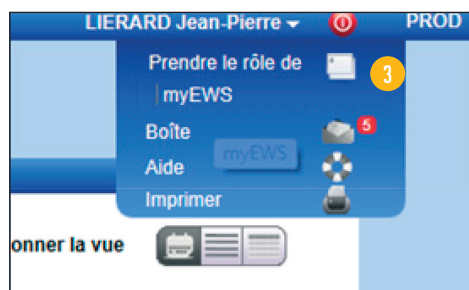 LIERARD Jean-Pierre PROD
Prendre le rôle de
3
myEWS
Boîte 5
Aide myEWS
Imprimer
onner la vue